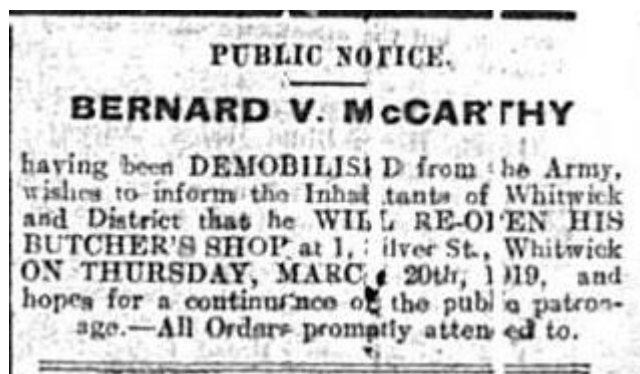 PUBLIC NOTICE.
BERNARD V. McCARTHY
having been DEMOBILISED from the Army,
wishes to inform the Inhabitants of Whitwick
and District that he WILL RE-OPEN HIS
BUTCHER'S SHOP at 1, Silver St., Whitwick
ON THURSDAY, MARCH 20th, 1919, and
hopes for a continuance of the public patron-
age.—All Orders promptly attended to.